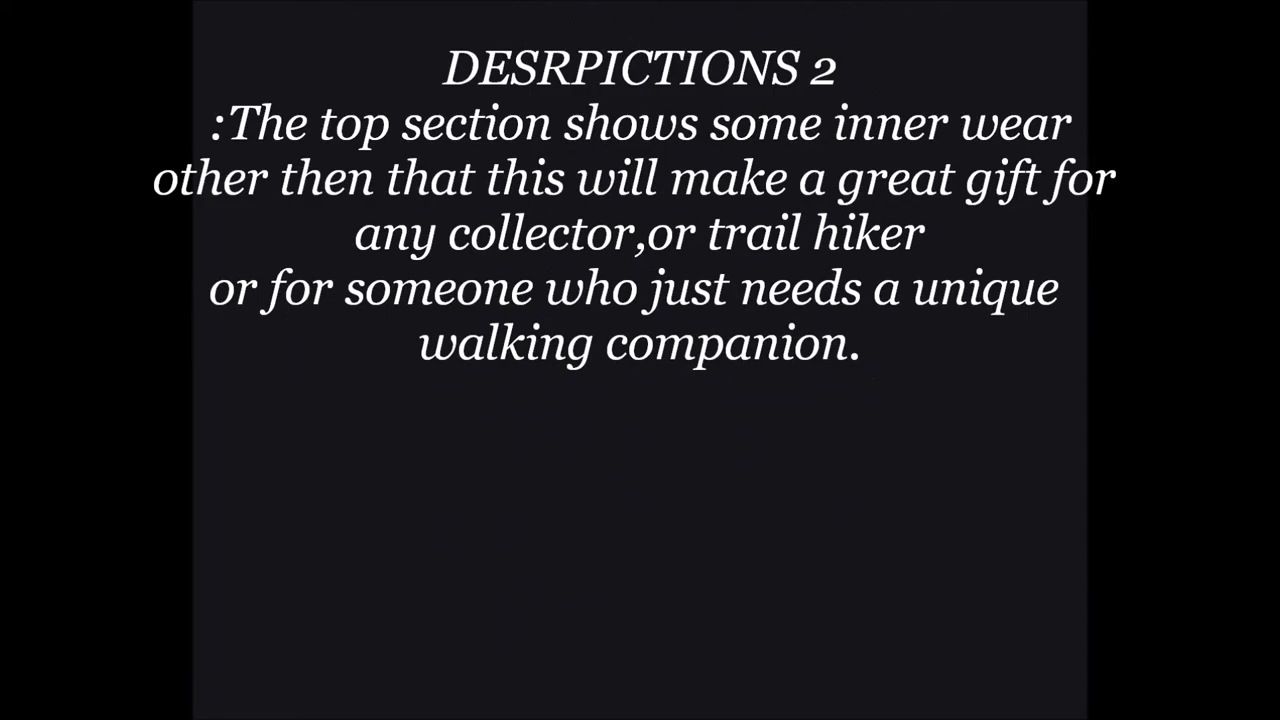 DESRPICTIONS 2
:The top section shows some inner wear
other then that this will make a great gift for
any collector,or trail hiker
or for someone who just needs a unique
walking companion.